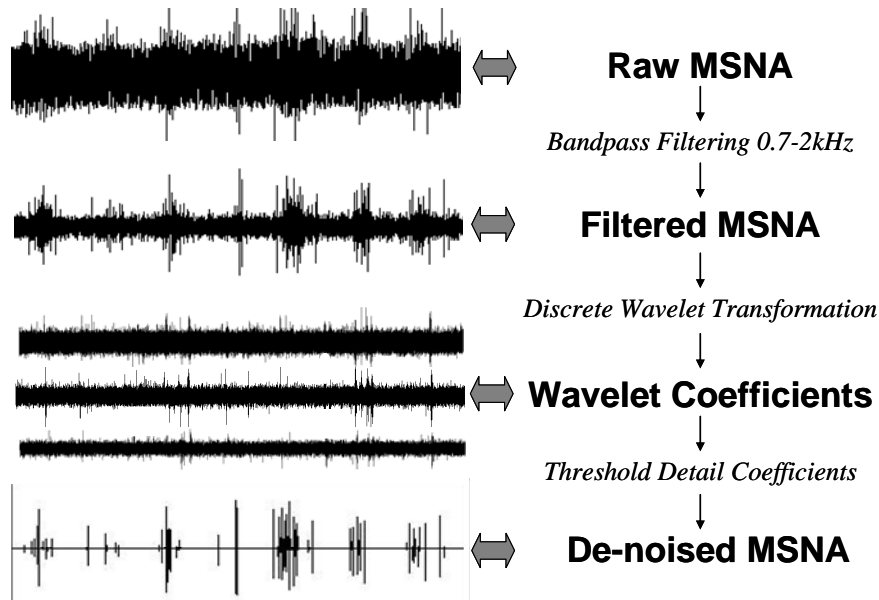 Raw MSNA
Bandpass Filtering 0.7-2kHz
Filtered MSNA
Discrete Wavelet Transformation
Wavelet Coefficients
Threshold Detail Coefficients
De-noised MSNA